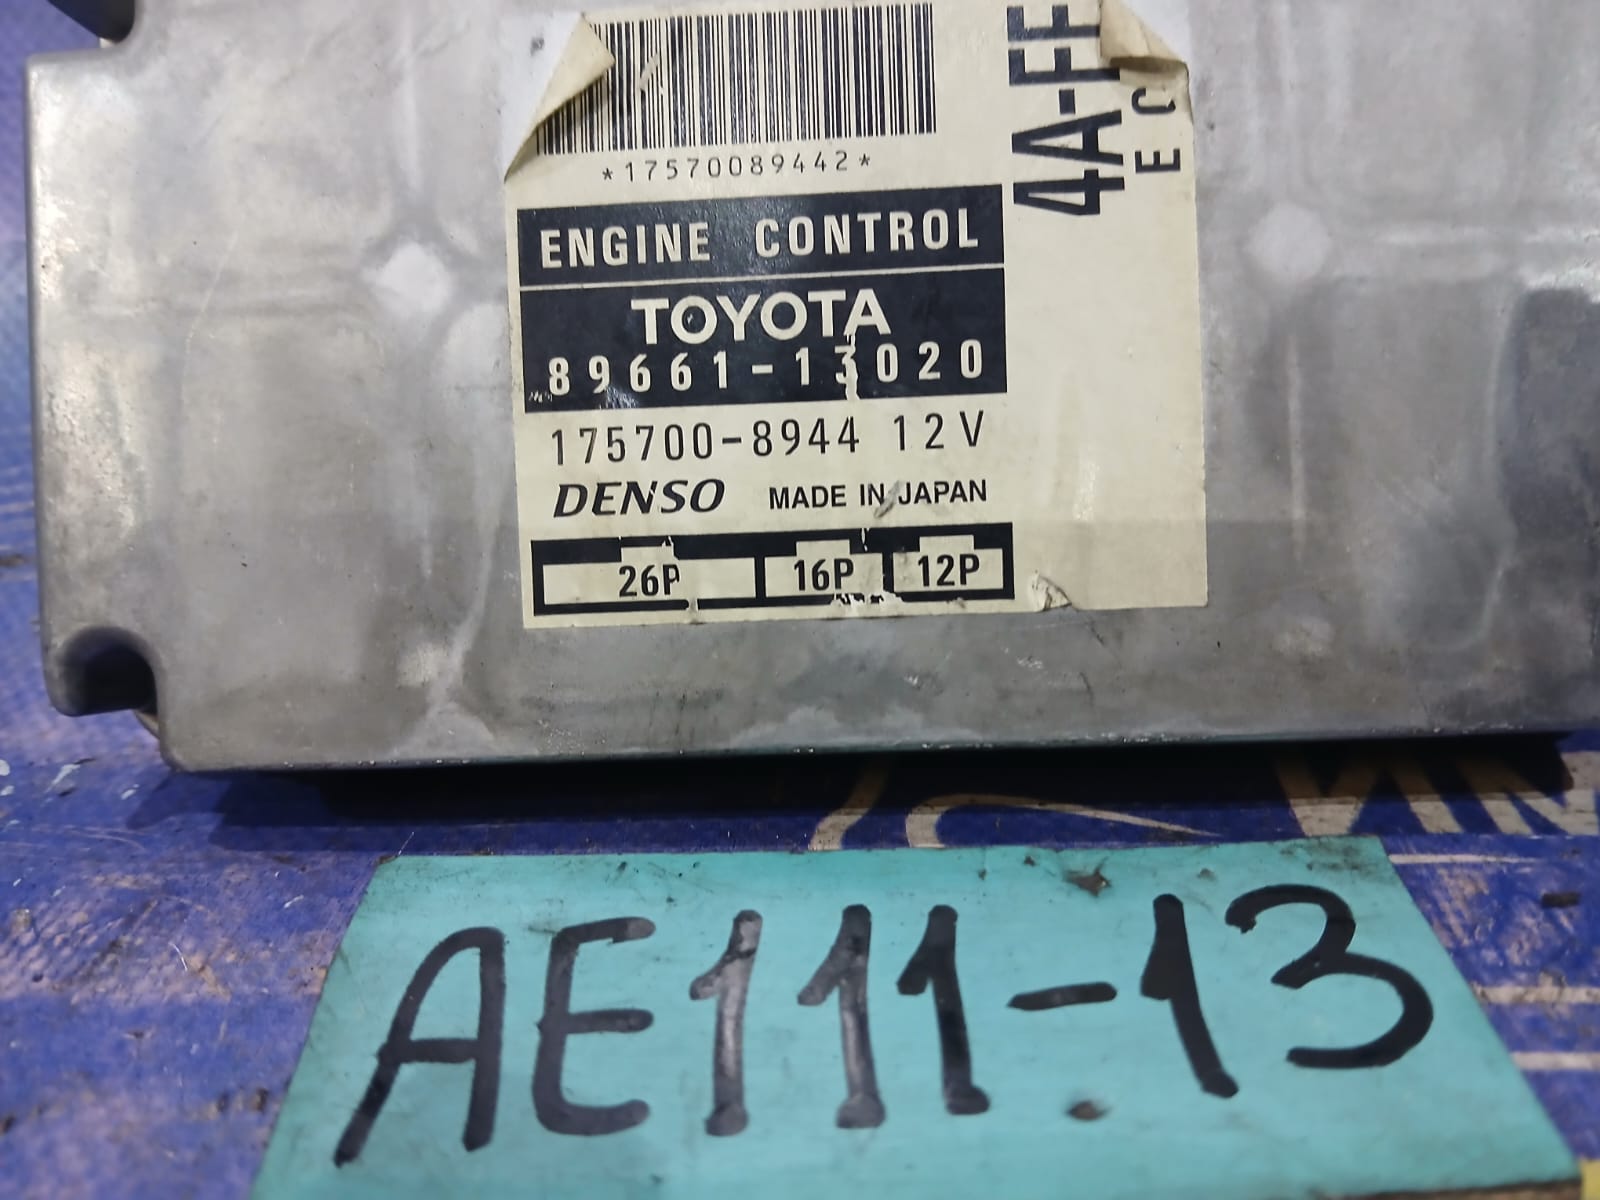 *17570089442*
ENGINE CONTROL
TOYOTA
89661-13020
175700-8944 12V
DENSO MADE IN JAPAN
26P 16P 12P
4A-FE
AE111-13